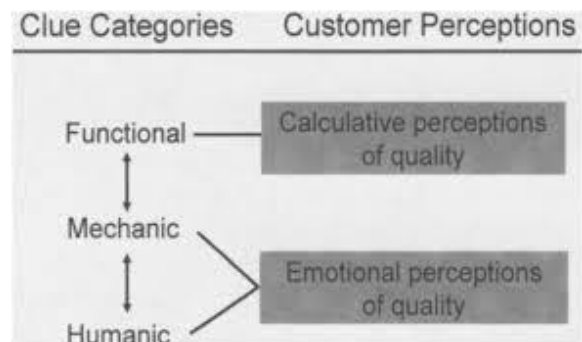 Clue Categories Customer Perceptions
Functional
Calculative perceptions
of quality
Mechanic
Emotional perceptions
of quality
Humanic